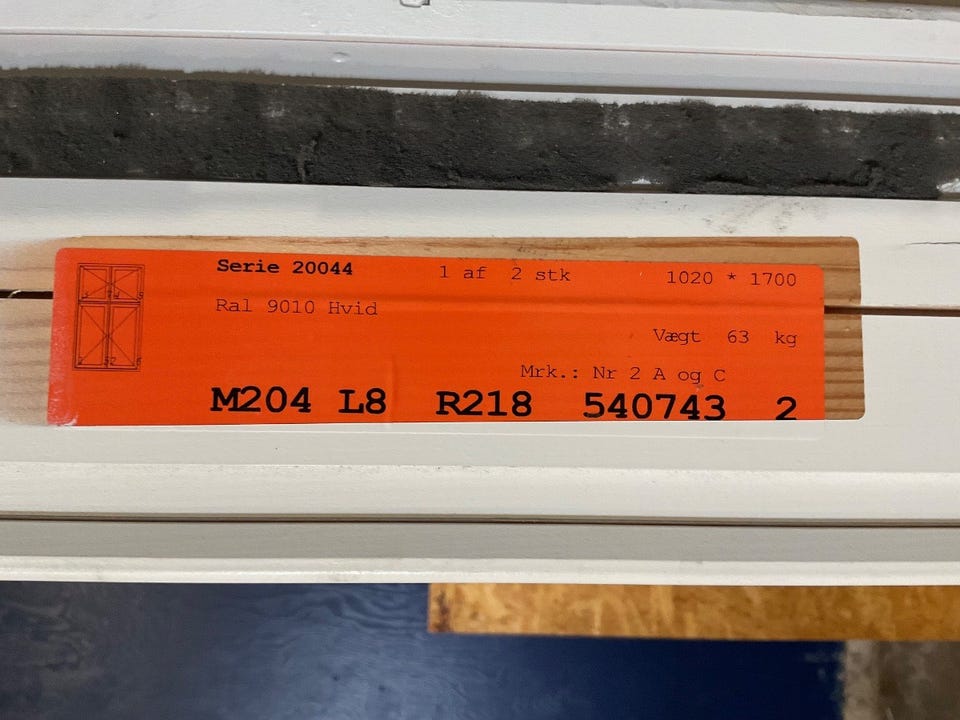 Serie 20044 1 af 2 stk 1020 * 1700
Ral 9010 Hvid
Vægt 63 kg
Mrk.: Nr 2 A og C
M204 L8 R218 540743 2